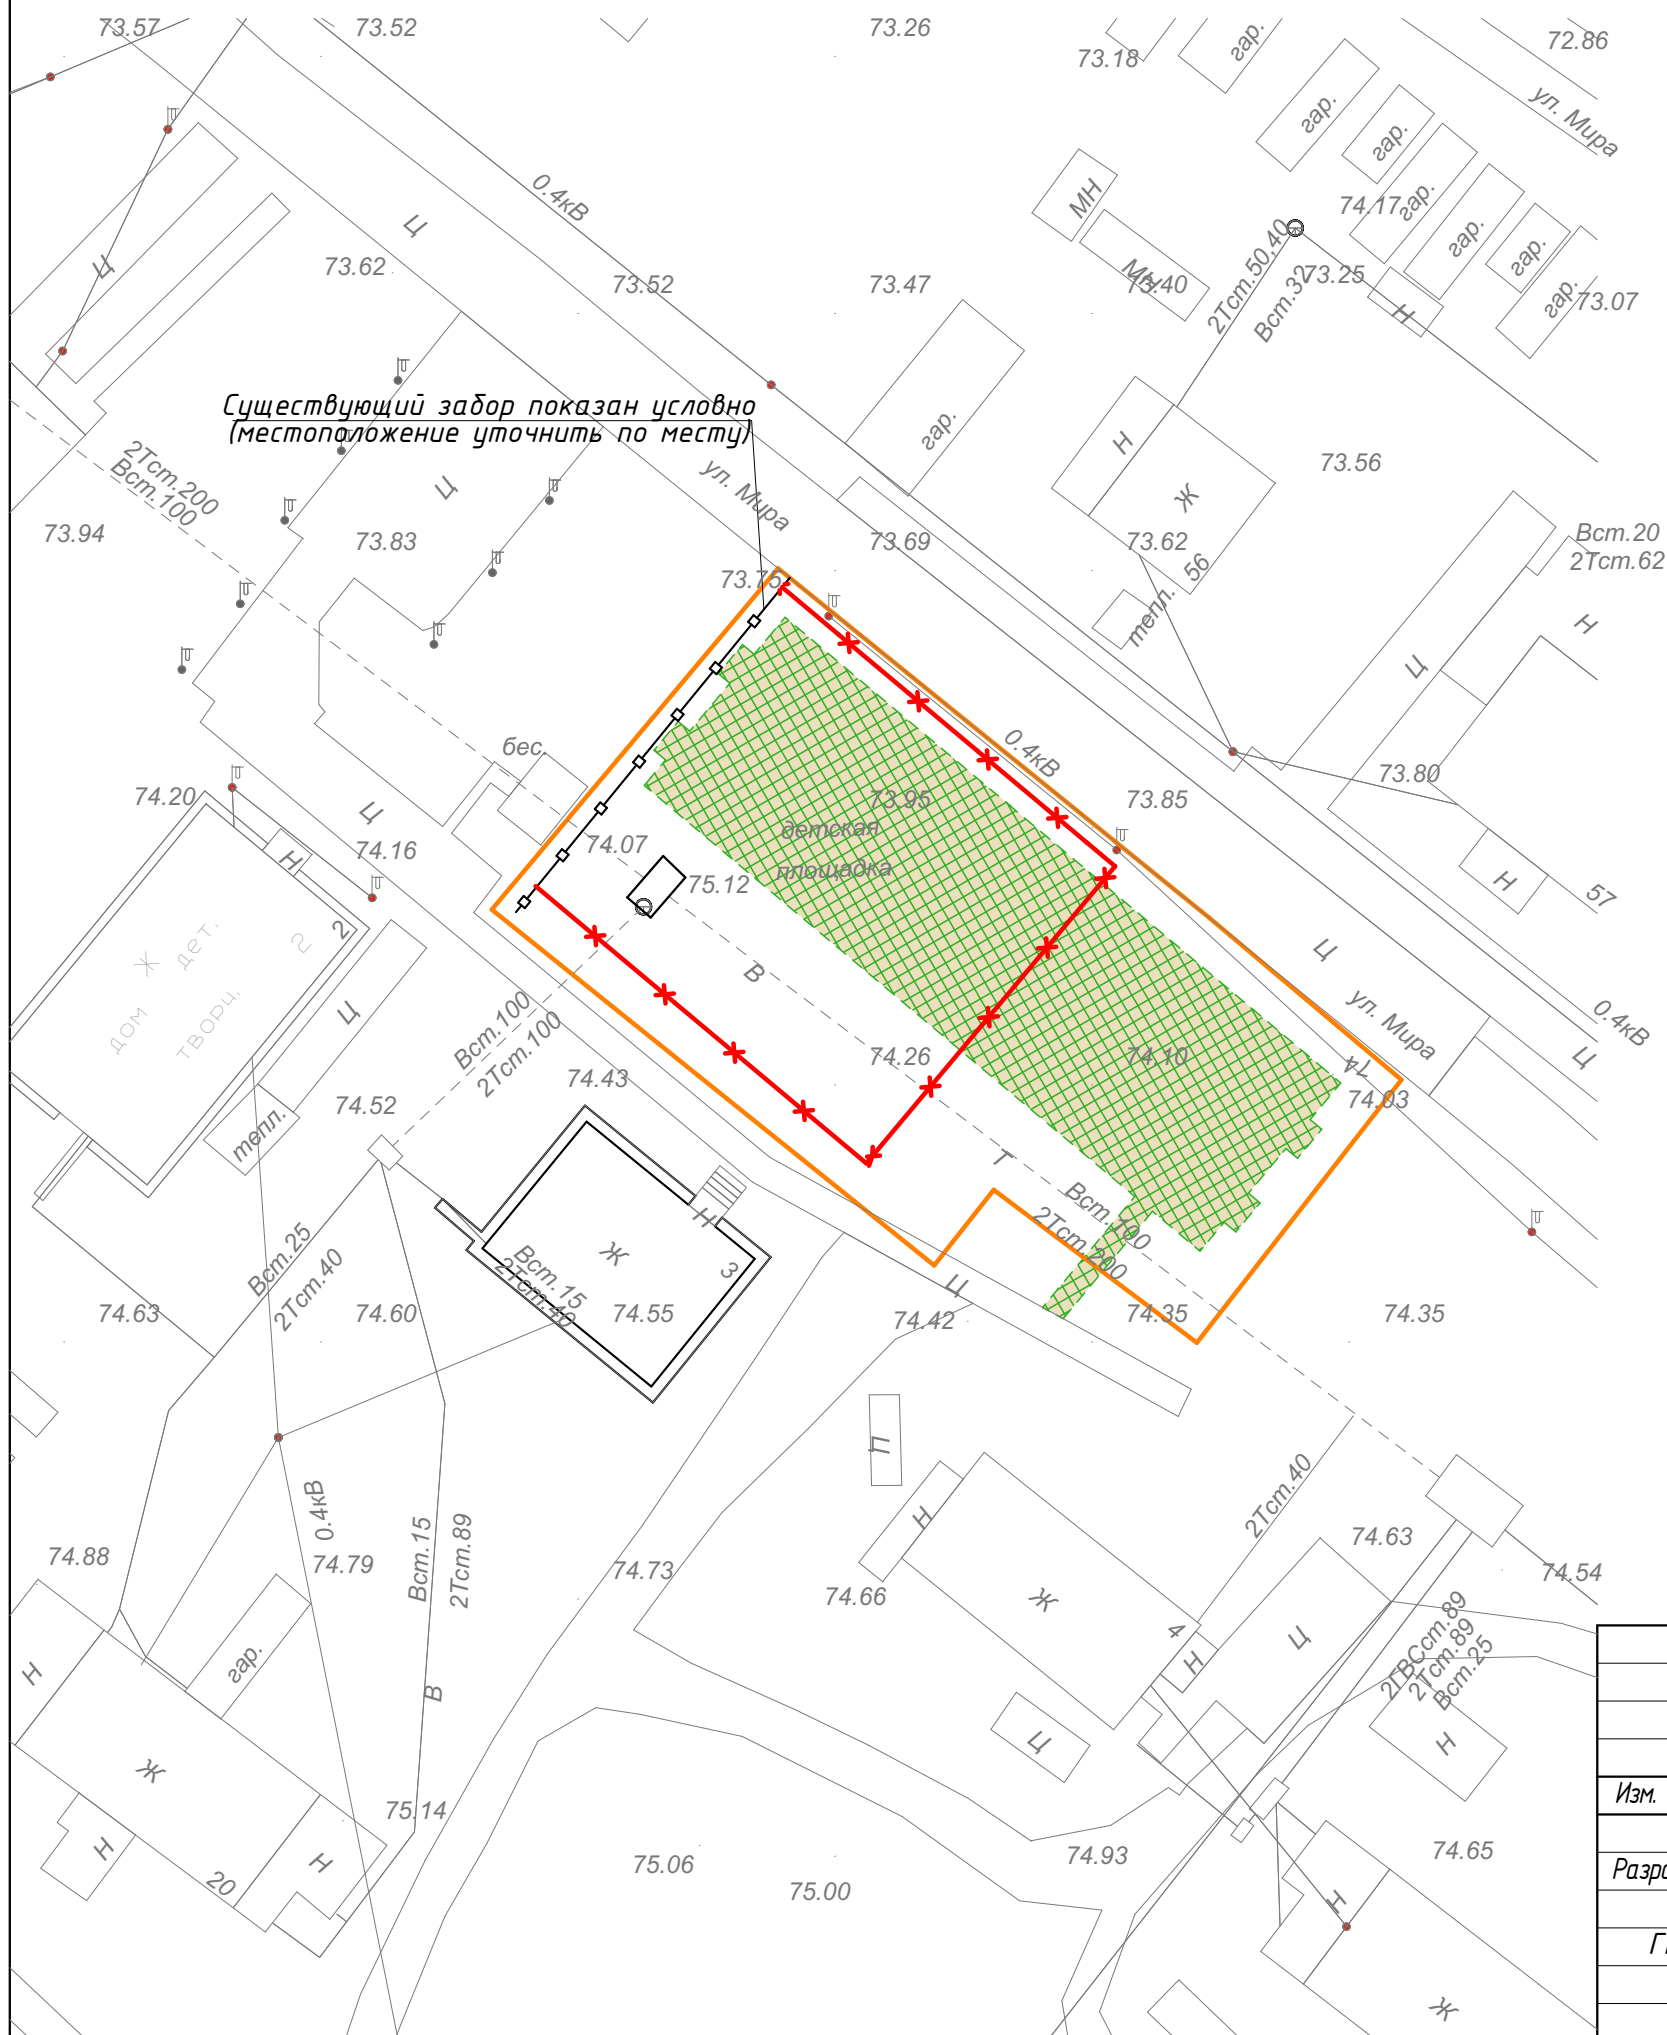 73.57
73.52
73.26
73.18
гар.
72.86
гар.
ул. Мира
гар.
0.4кВ
МН
74.17
гар.
Ц
гар.
гар.
Ц
73.62
73.52
73.47
МН
73.40
2Тст.50,40
Вст.32
73.25
гар.
73.07
Н
Существующий забор показан условно
(местоположение уточнить по месту)
гар.
Н
2Тст.200
Вст.100
Ц
ул. Мира
Ж
73.56
73.94
73.83
73.69
73.62
Вст.20
2Тст.62
56
73.75
тепл.
Н
Ц
бес.
0.4кВ
74.20
Ц
73.95
73.85
73.80
детская
74.16
74.07
площадка
Н
75.12
Н
57
2
2
дет.
Ж
дом
творч.
Ц
В
Ц
Вст.100
2Тст.100
ул. Мира
0.4кВ
74.26
74.10
74
Ц
74.43
74.52
74.03
тепл.
Т
Н
Вст.100
2Тст.200
Вст.25
2Тст.40
Ж
3
Вст.15
2Тст.40
Ц
74.63
74.60
74.55
74.42
74.35
74.35
П
0.4кВ
Вст.15
2Тст.89
2Тст.40
Н
74.63
74.88
74.79
74.73
74.66
74.54
Ж
4
Ц
2ГВСст.89
2Тст.89
Вст.25
гар.
Н
Н
В
Ц
Н
Ж
Изм.
75.14
Н
20
Н
75.06
75.00
74.93
74.65
Н
Ж